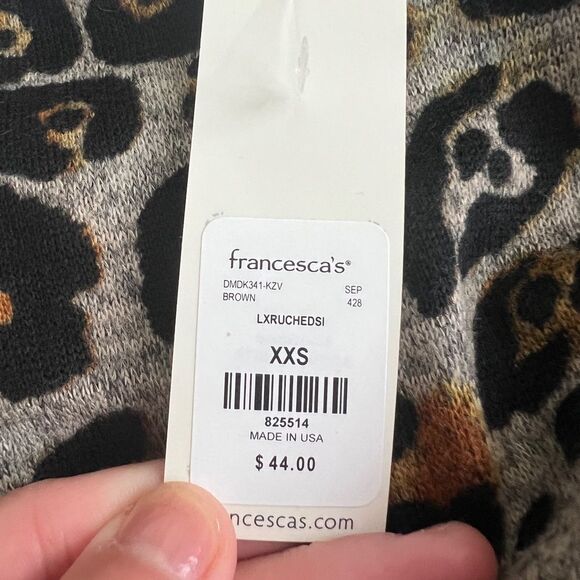 francesca's®
DMDK341-KZV SEP
BROWN 428
LXRUCHEDSI
XXS
825514
MADE IN USA
$ 44.00
ncescas.com